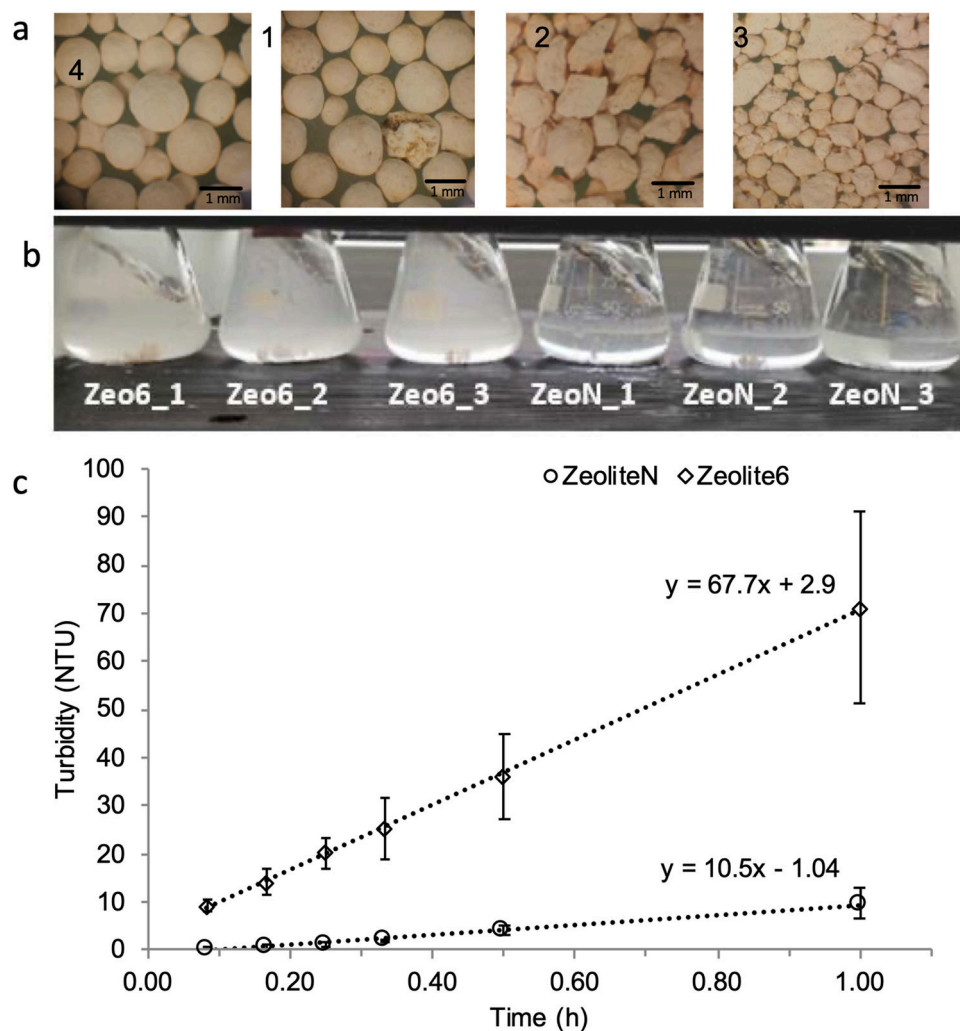 a
4
1
2
3
1 mm
1 mm
1 mm
1 mm
b
Zeo6_1 Zeo6_2 Zeo6_3 ZeoN_1 ZeoN_2 ZeoN_3
c
ZeoliteN Zeolite6
100
90
80
70
60
50
40
30
20
10
0
Turbidity (NTU)
y = 67.7x + 2.9
y = 10.5x - 1.04
0.00 0.20 0.40 0.60 0.80 1.00
Time (h)